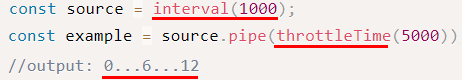 const source = interval(1000);
const example = source.pipe(throttleTime(5000))
//output: 0...6...12